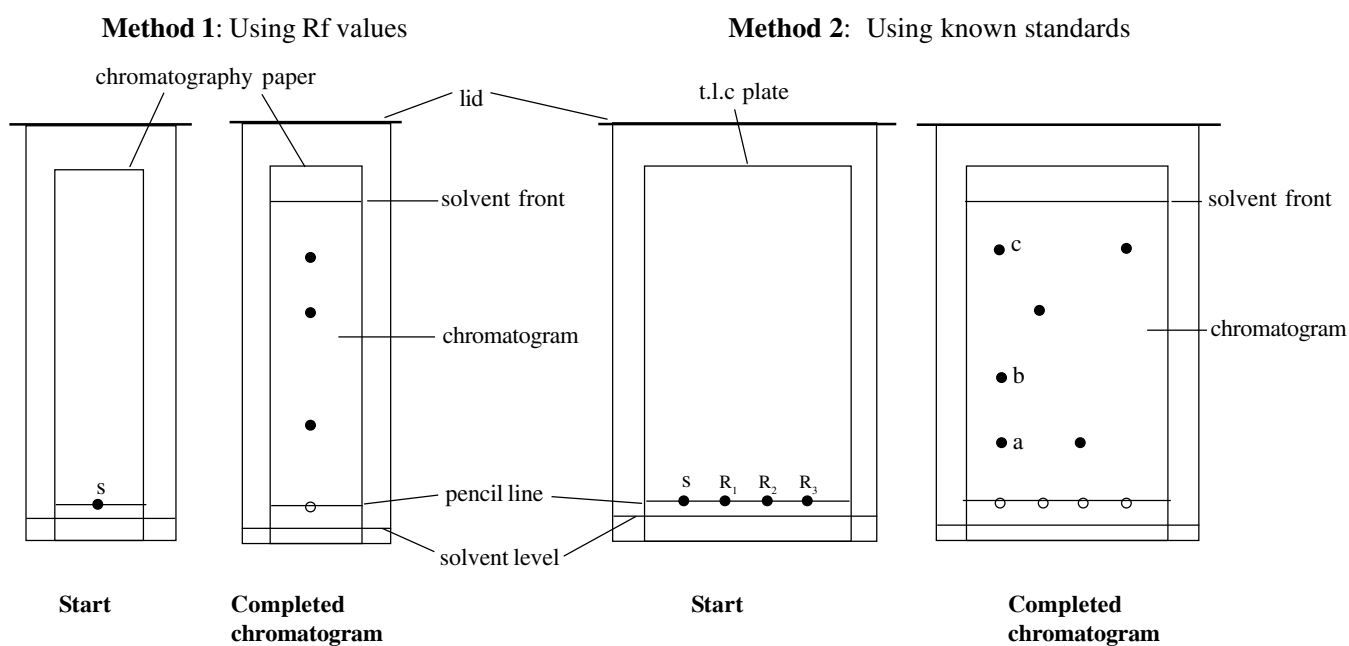 Method 1: Using Rf values
Method 2: Using known standards
chromatography paper
lid
t.l.c plate
solvent front
solvent front
c
chromatogram
chromatogram
b
a
s
pencil line
S R₁ R₂ R₃
solvent level
Start
Completed
chromatogram
Start
Completed
chromatogram